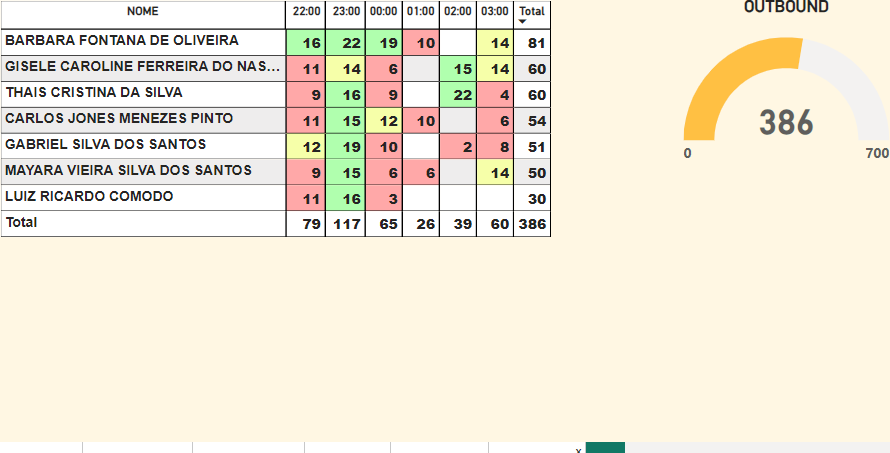 NOME 22:00 23:00 00:00 01:00 02:00 03:00 Total
BARBARA FONTANA DE OLIVEIRA 16 22 19 10 14 81
GISELE CAROLINE FERREIRA DO NAS... 11 14 6 15 14 60
THAIS CRISTINA DA SILVA 9 16 9 22 4 60
CARLOS JONES MENEZES PINTO 11 15 12 10 6 54
GABRIEL SILVA DOS SANTOS 12 19 10 2 8 51
MAYARA VIEIRA SILVA DOS SANTOS 9 15 6 6 14 50
LUIZ RICARDO COMODO 11 16 3 30
Total 79 117 65 26 39 60 386
OUTBOUND
386
0 700
x